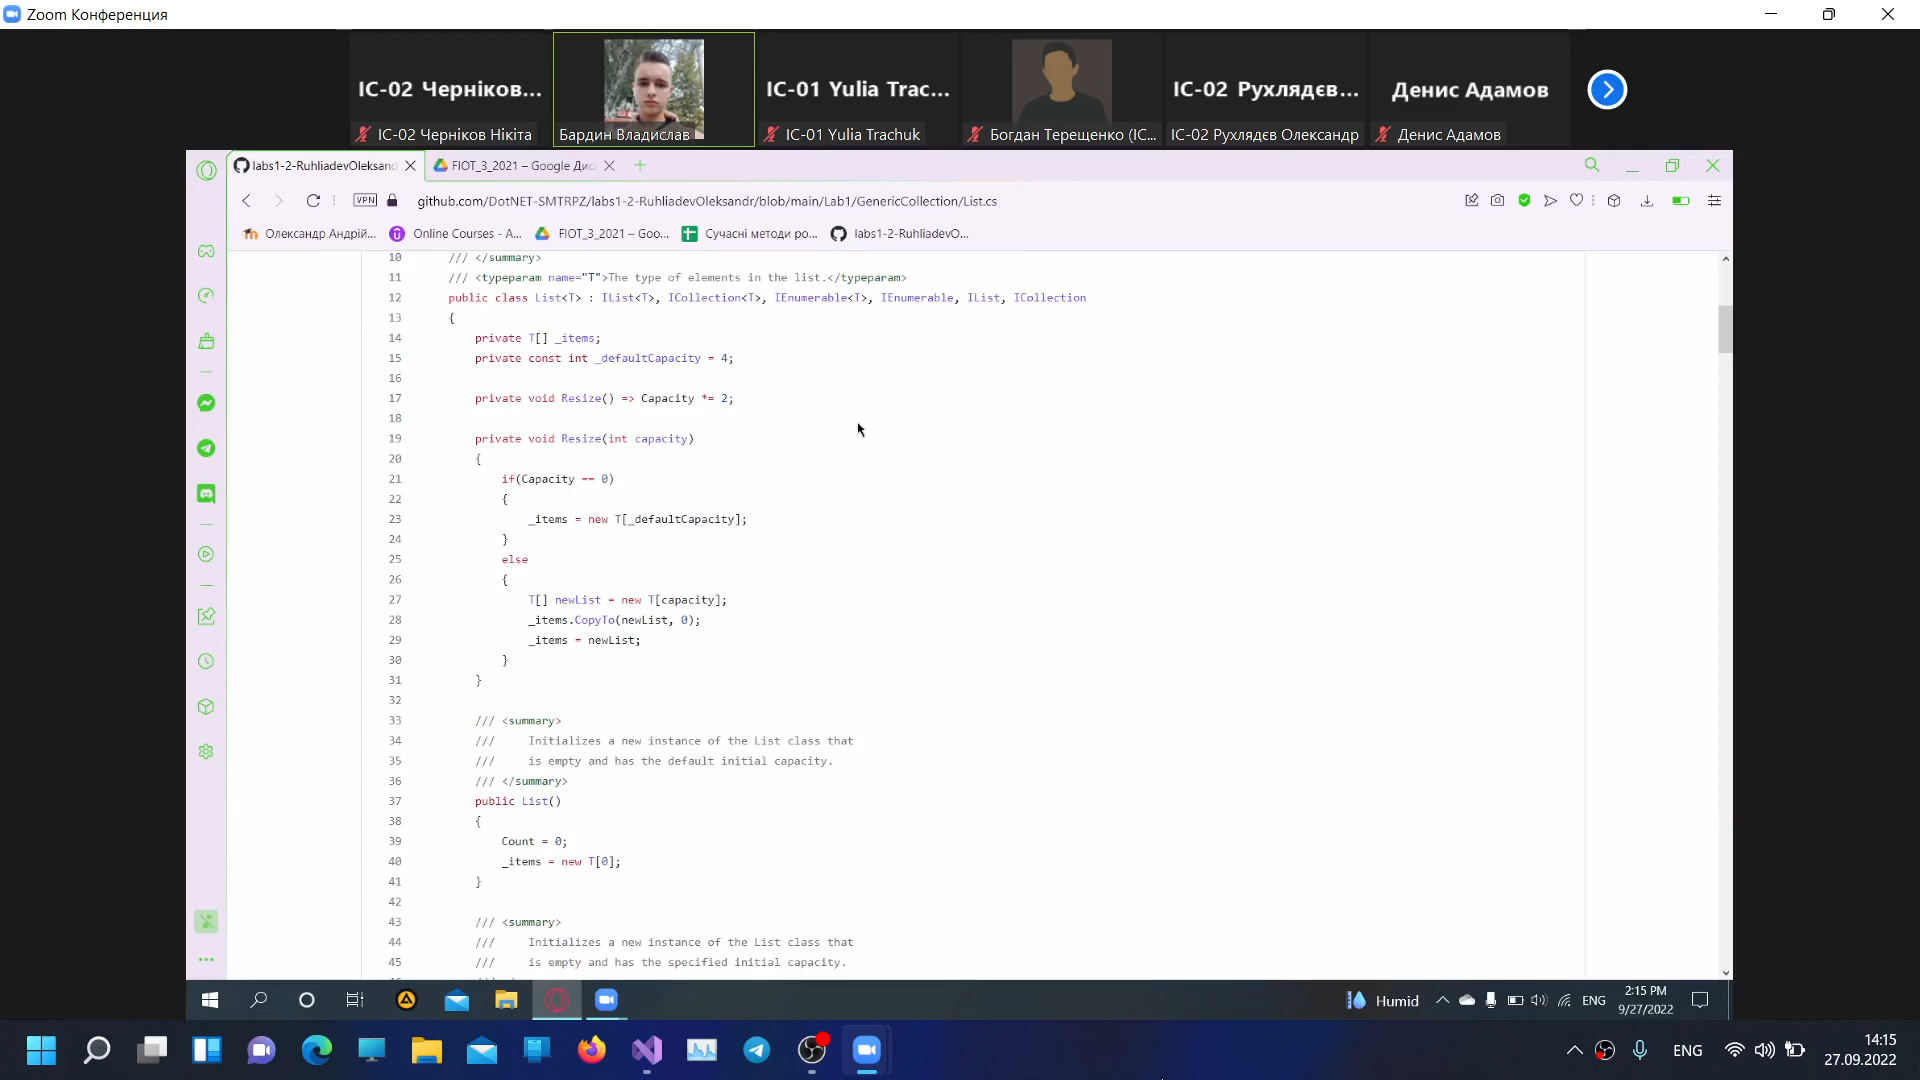 Zoom Конференция
ІС-02 Черніков...
ІС-02 Черніков Нікіта
Бардин Владислав
ІС-01 Yulia Trac...
ІС-01 Yulia Trachuk
Богдан Терещенко (ІС...
ІС-02 Рухлядєв...
ІС-02 Рухлядєв Олександр
Денис Адамов
Денис Адамов
labs1-2-RuhliadevOleksand
FIOT_3_2021 – Google Дис
VPN
github.com/DotNET-SMTRPZ/labs1-2-RuhliadevOleksandr/blob/main/Lab1/GenericCollection/List.cs
Олександр Андрій...
Online Courses - A...
FIOT_3_2021 – Goo...
Сучасні методи ро...
labs1-2-RuhliadevO...
10 /// </summary>
11 /// <typeparam name="T">The type of elements in the list.</typeparam>
12 public class List<T> : IList<T>, ICollection<T>, IEnumerable<T>, IEnumerable, IList, ICollection
13 {
14 private T[] _items;
15 private const int _defaultCapacity = 4;
16
17 private void Resize() => Capacity *= 2;
18
19 private void Resize(int capacity)
20 {
21 if(Capacity == 0)
22 {
23 _items = new T[_defaultCapacity];
24 }
25 else
26 {
27 T[] newList = new T[capacity];
28 _items.CopyTo(newList, 0);
29 _items = newList;
30 }
31 }
32
33 /// <summary>
34 /// Initializes a new instance of the List class that
35 /// is empty and has the default initial capacity.
36 /// </summary>
37 public List()
38 {
39 Count = 0;
40 _items = new T[0];
41 }
42
43 /// <summary>
44 /// Initializes a new instance of the List class that
45 /// is empty and has the specified initial capacity.
Humid
ENG
2:15 PM
9/27/2022
ENG
14:15
27.09.2022